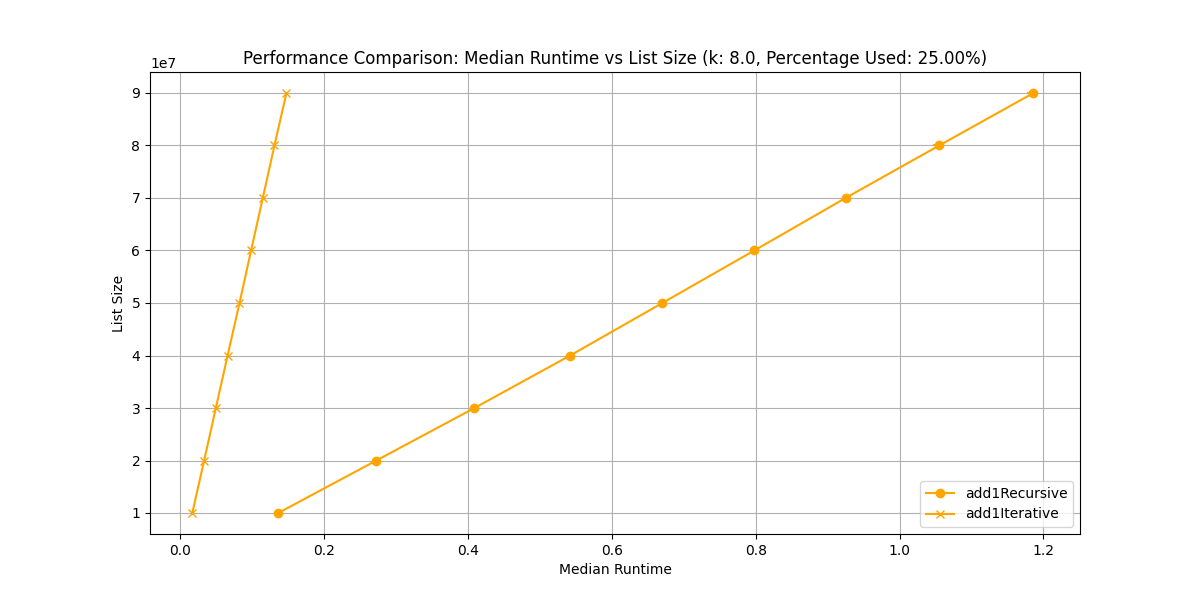 Performance Comparison: Median Runtime vs List Size (k: 8.0, Percentage Used: 25.00%)
1e7
9
8
7
6
5
4
3
2
1
List Size
0.0 0.2 0.4 0.6 0.8 1.0 1.2
Median Runtime
add1Recursive
add1Iterative